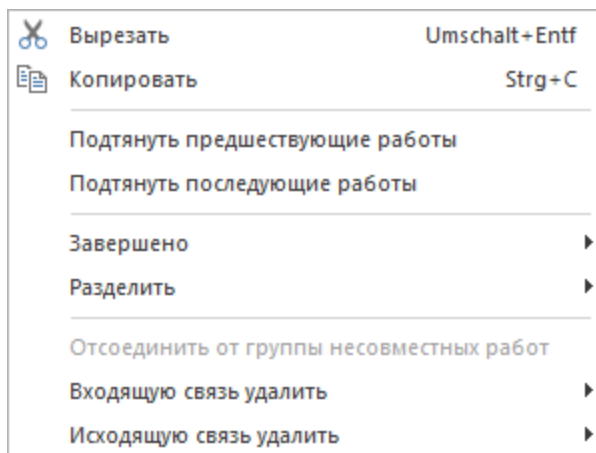 Вырезать Umschalt+Entf
Копировать Strg+C
Подтянуть предшествующие работы
Подтянуть последующие работы
Завершено
Разделить
Отсоединить от группы несовместных работ
Входящую связь удалить
Исходящую связь удалить